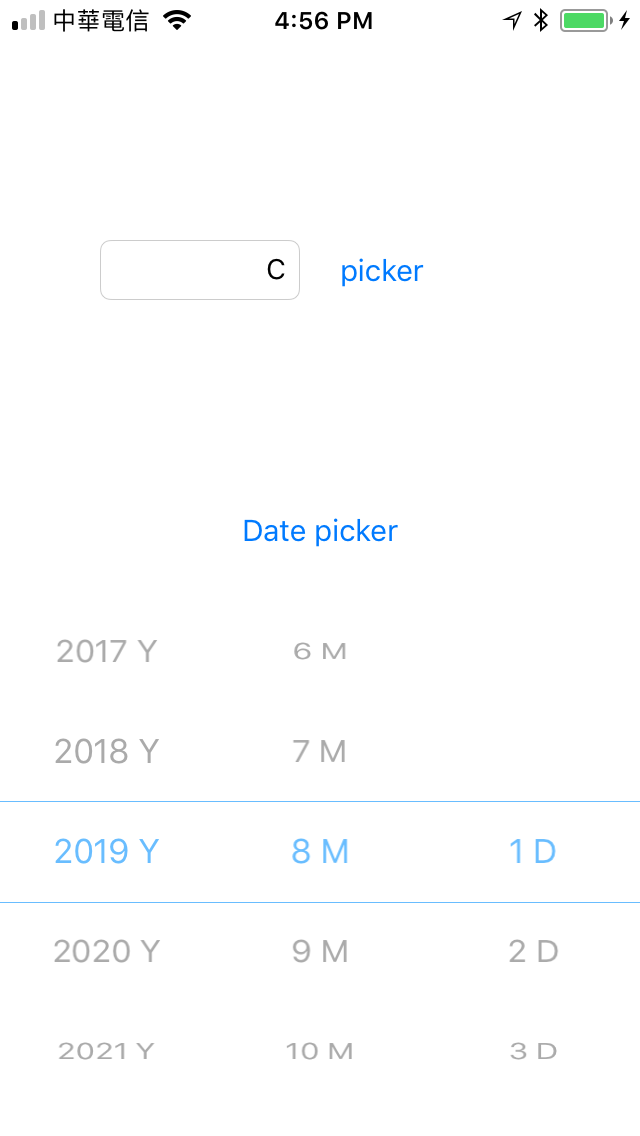 中華電信 4:56 PM
C picker
Date picker
2017 Y 6 M
2018 Y 7 M
2019 Y 8 M 1 D
2020 Y 9 M 2 D
2021 Y 10 M 3 D